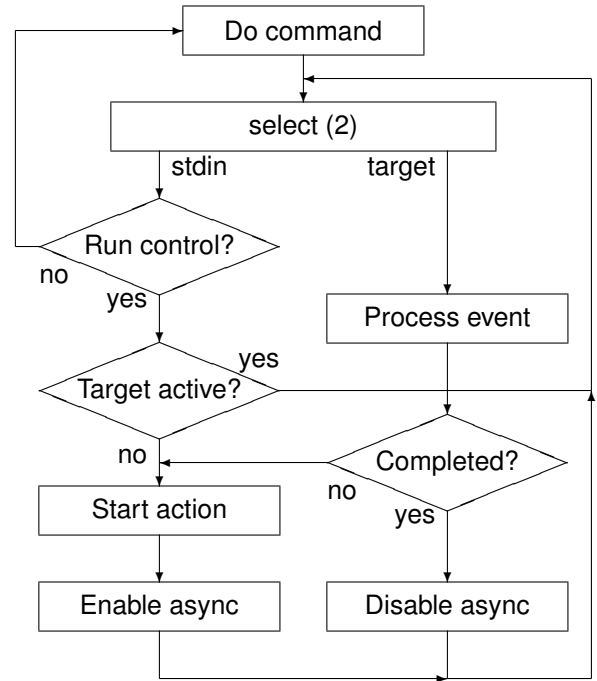 Do command
select (2)
stdin
target
Run control?
no
yes
Process event
yes
Target active?
no
Completed?
no
yes
Start action
Enable async
Disable async